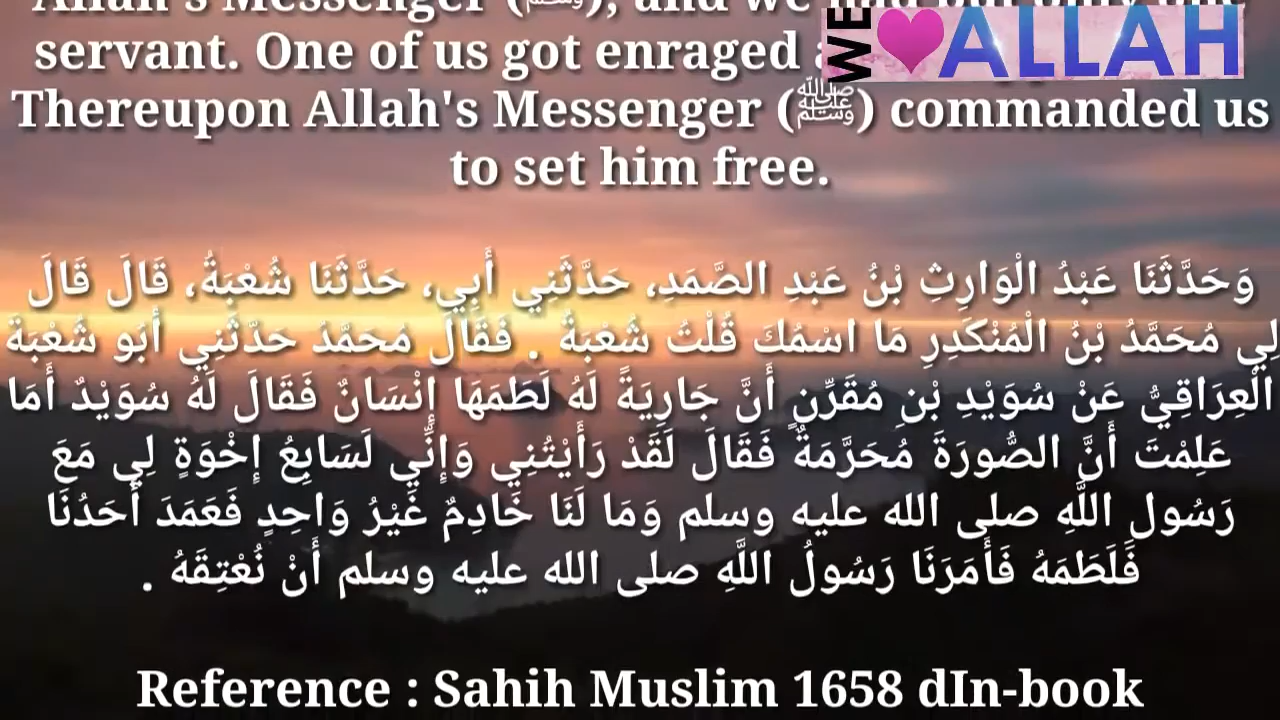 Allah's Messenger (ﷺ), and we had but only one
servant. One of us got enraged
Thereupon Allah's Messenger (ﷺ) commanded us
to set him free.
WE ALLAH
وَحَدَّثَنَا عَبْدُ الْوَارِثِ بْنُ عَبْدِ الصَّمَدِ، حَدَّثَنِي أَبِي، حَدَّثَنَا شُعْبَةُ، قَالَ قَالَ
لِي مُحَمَّدُ بْنُ الْمُنْكَدِرِ مَا اسْمُكَ قُلْتُ شُعْبَةُ . فَقَالَ مُحَمَّدٌ حَدَّثَنِي أَبُو شُعْبَةَ
الْعِرَاقِيُّ عَنْ سُوَيْدِ بْنِ مُقَرِّنٍ أَنَّ جَارِيَةً لَهُ لَطَمَهَا إِنْسَانٌ فَقَالَ لَهُ سُوَيْدٌ أَمَا
عَلِمْتَ أَنَّ الصُّورَةَ مُحَرَّمَةٌ فَقَالَ لَقَدْ رَأَيْتُنِي وَإِنِّي لَسَابِعُ إِخْوَةٍ لِي مَعَ
رَسُولِ اللَّهِ صلى الله عليه وسلم وَمَا لَنَا خَادِمٌ غَيْرُ وَاحِدٍ فَعَمَدَ أَحَدُنَا
فَلَطَمَهُ فَأَمَرَنَا رَسُولُ اللَّهِ صلى الله عليه وسلم أَنْ نُعْتِقَهُ .
Reference : Sahih Muslim 1658 dIn-book